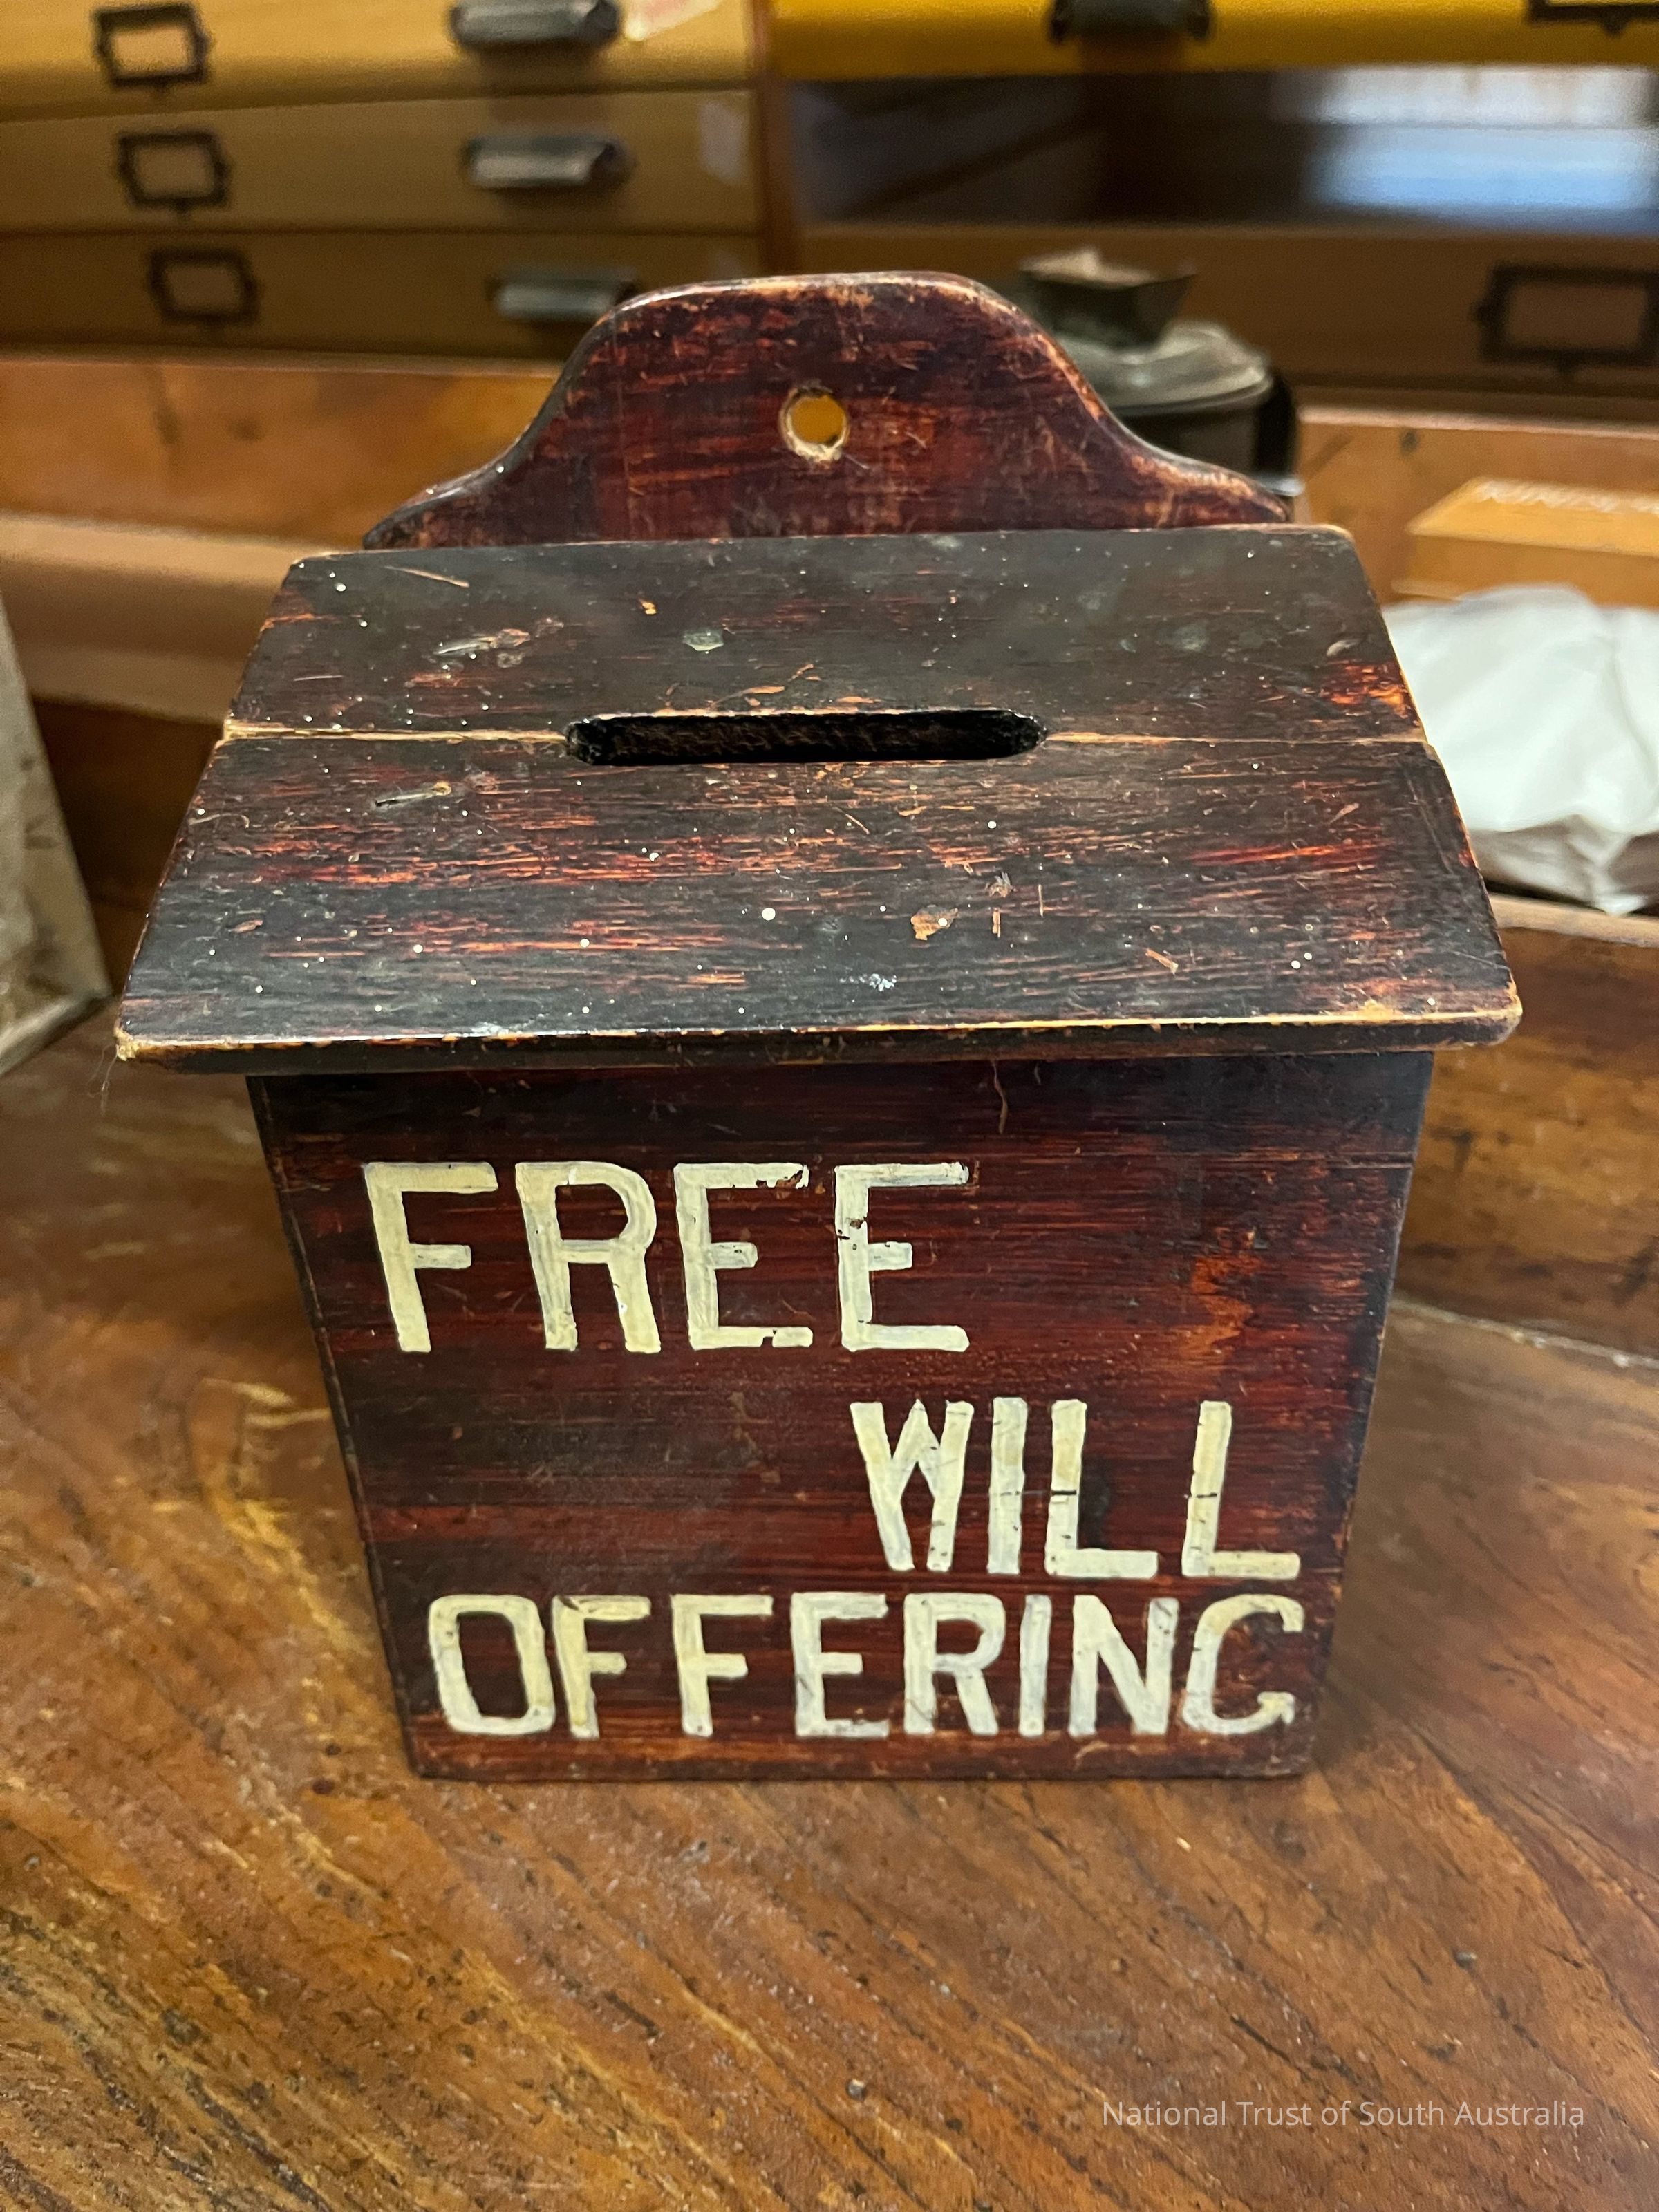 FREE
WILL
OFFERING
National Trust of South Australia